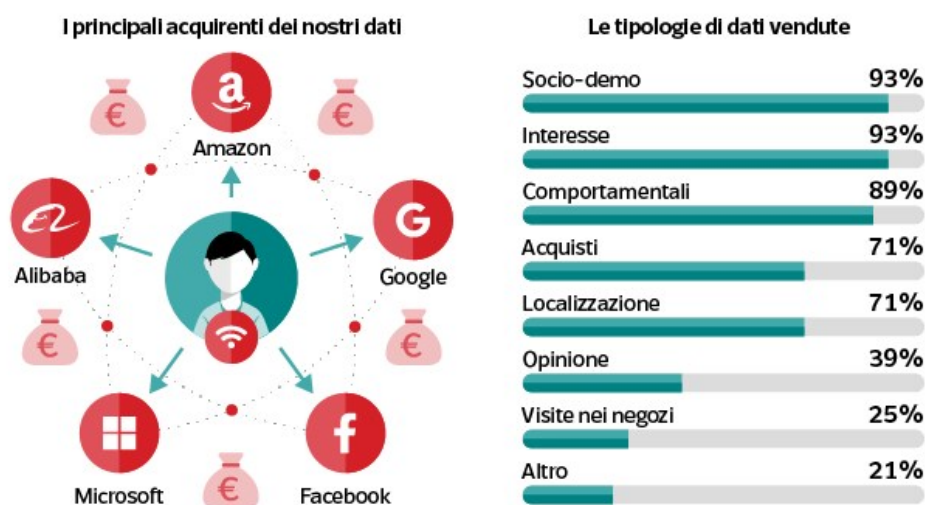 I principali acquirenti dei nostri dati
€
€
a
Amazon
G
Alibaba
Google
€
€
f
€
Microsoft
Facebook
Le tipologie di dati vendute
Socio-demo 93%
Interesse 93%
Comportamentali 89%
Acquisti 71%
Localizzazione 71%
Opinione 39%
Visite nei negozi 25%
Altro 21%